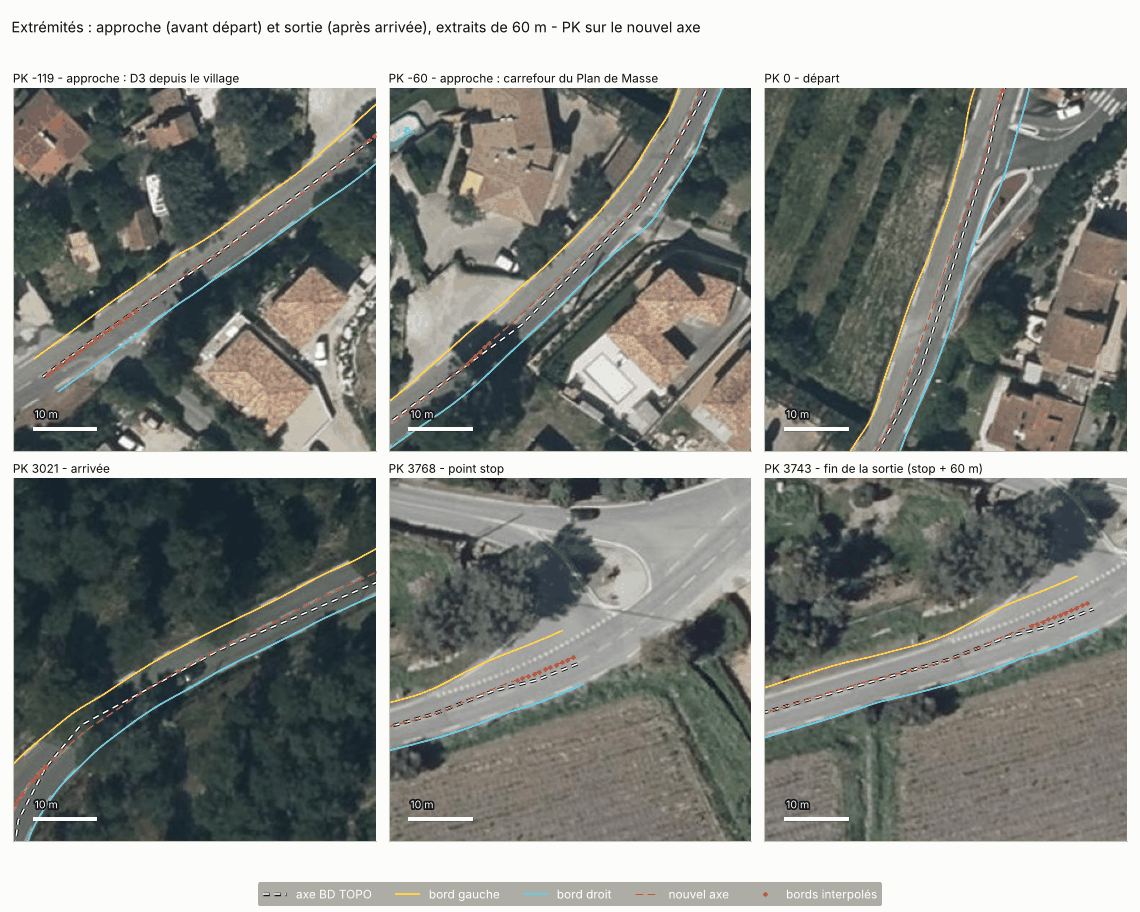 Extrémités : approche (avant départ) et sortie (après arrivée), extraits de 60 m - PK sur le nouvel axe
PK -119 - approche : D3 depuis le village
PK -60 - approche : carrefour du Plan de Masse
PK 0 - départ
10 m
10 m
10 m
PK 3021 - arrivée
PK 3768 - point stop
PK 3743 - fin de la sortie (stop + 60 m)
10 m
10 m
10 m
axe BD TOPO
bord gauche
bord droit
nouvel axe
bords interpolés